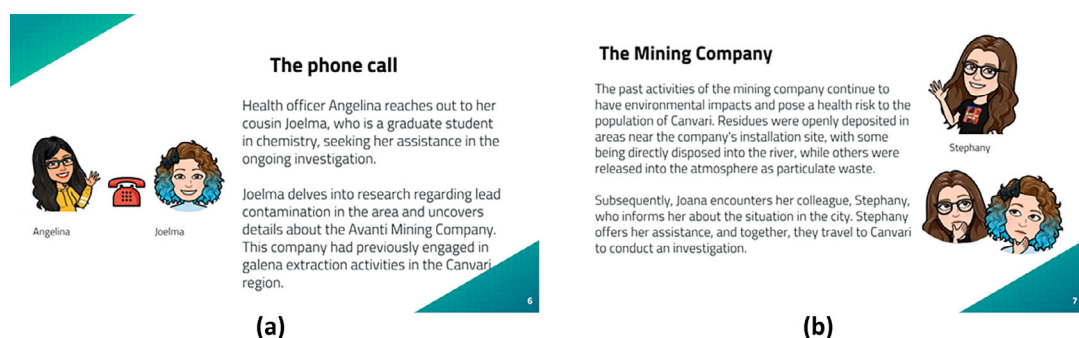 The phone call
Health officer Angelina reaches out to her
cousin Joelma, who is a graduate student
in chemistry, seeking her assistance in the
ongoing investigation.
Joelma delves into research regarding lead
contamination in the area and uncovers
details about the Avanti Mining Company.
This company had previously engaged in
galena extraction activities in the Canvari
region.
Angelina
Joelma
6
(a)
The Mining Company
The past activities of the mining company continue to
have environmental impacts and pose a health risk to the
population of Canvari. Residues were openly deposited in
areas near the company's installation site, with some
being directly disposed into the river, while others were
released into the atmosphere as particulate waste.
Subsequently, Joana encounters her colleague, Stephany,
who informs her about the situation in the city. Stephany
offers her assistance, and together, they travel to Canvari
to conduct an investigation.
Stephany
7
(b)